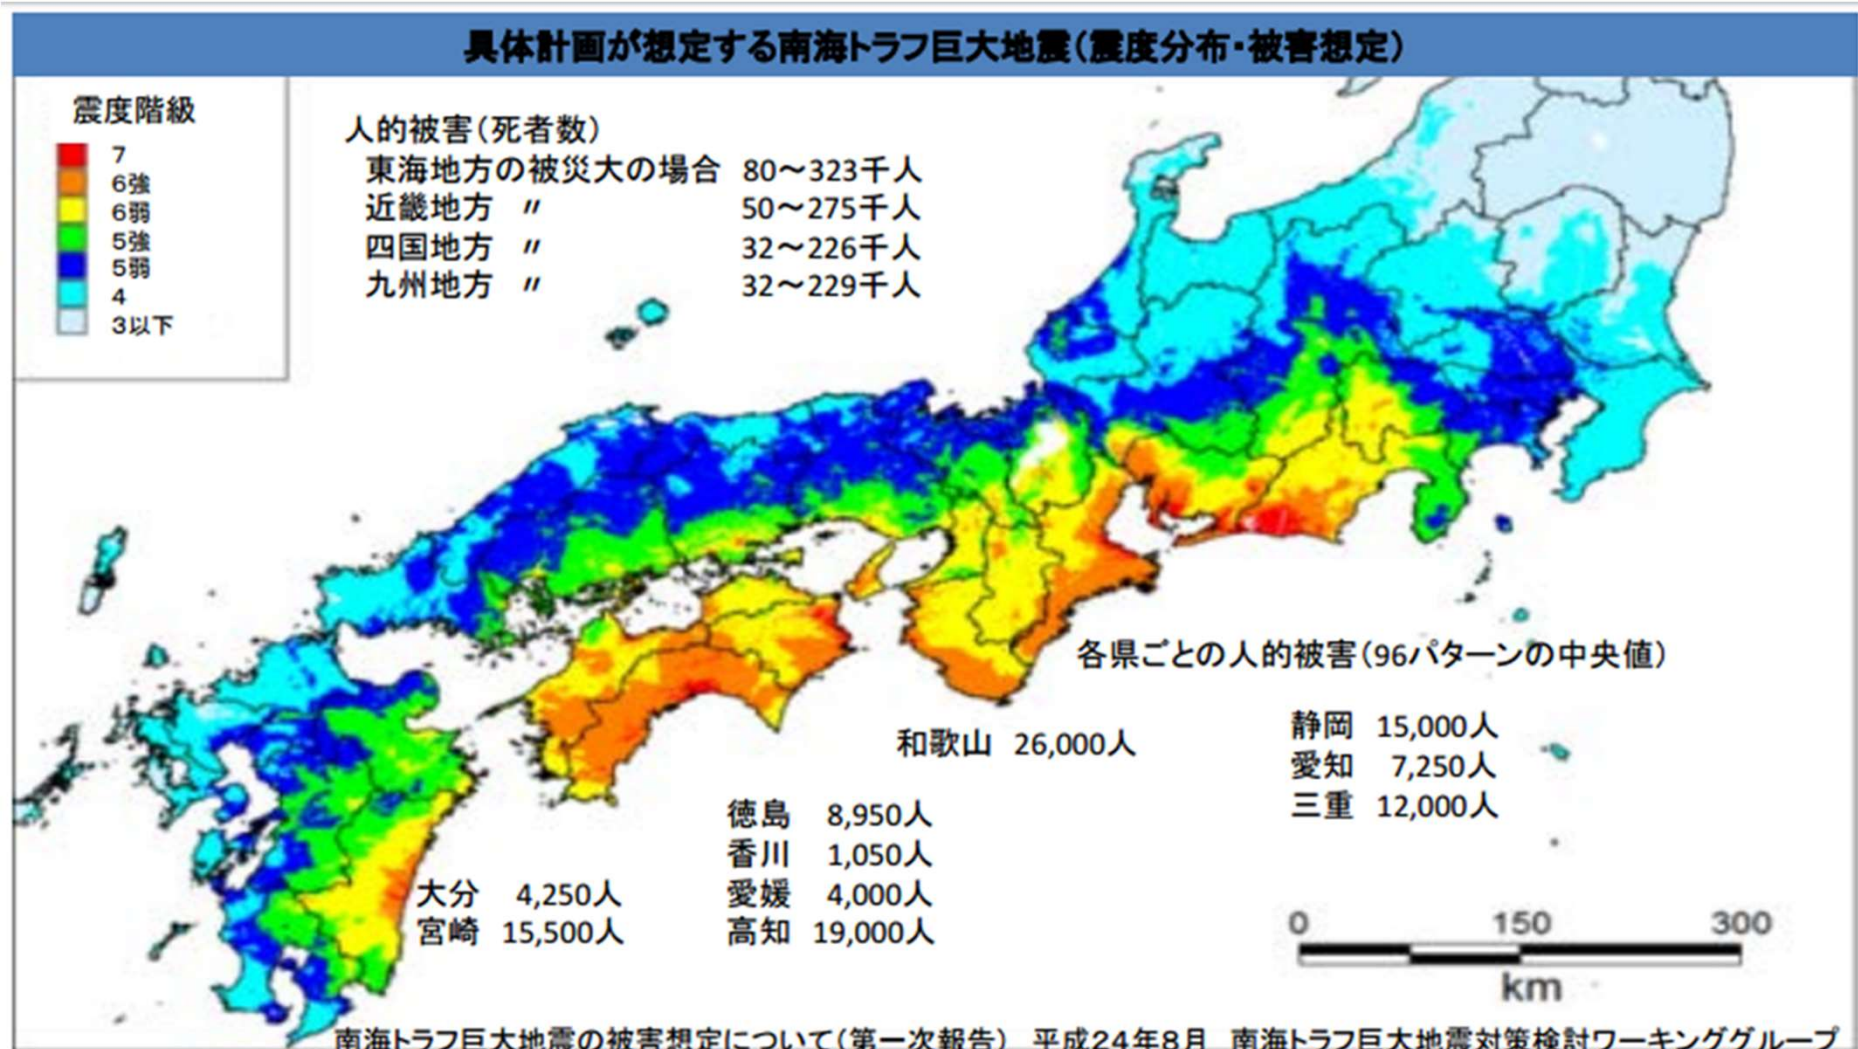 具体計画が想定する南海トラフ巨大地震(震度分布・被害想定)
震度階級
7
6強
6弱
5強
5弱
4
3以下
人的被害(死者数)
東海地方の被災大の場合 80～323千人
近畿地方 〃 50～275千人
四国地方 〃 32～226千人
九州地方 〃 32～229千人
各県ごとの人的被害(96パターンの中央値)
静岡 15,000人
愛知 7,250人
三重 12,000人
和歌山 26,000人
徳島 8,950人
香川 1,050人
愛媛 4,000人
高知 19,000人
大分 4,250人
宮崎 15,500人
0 150 300
km
南海トラフ巨大地震の被害想定について(第一次報告) 平成24年8月 南海トラフ巨大地震対策検討ワーキンググループ